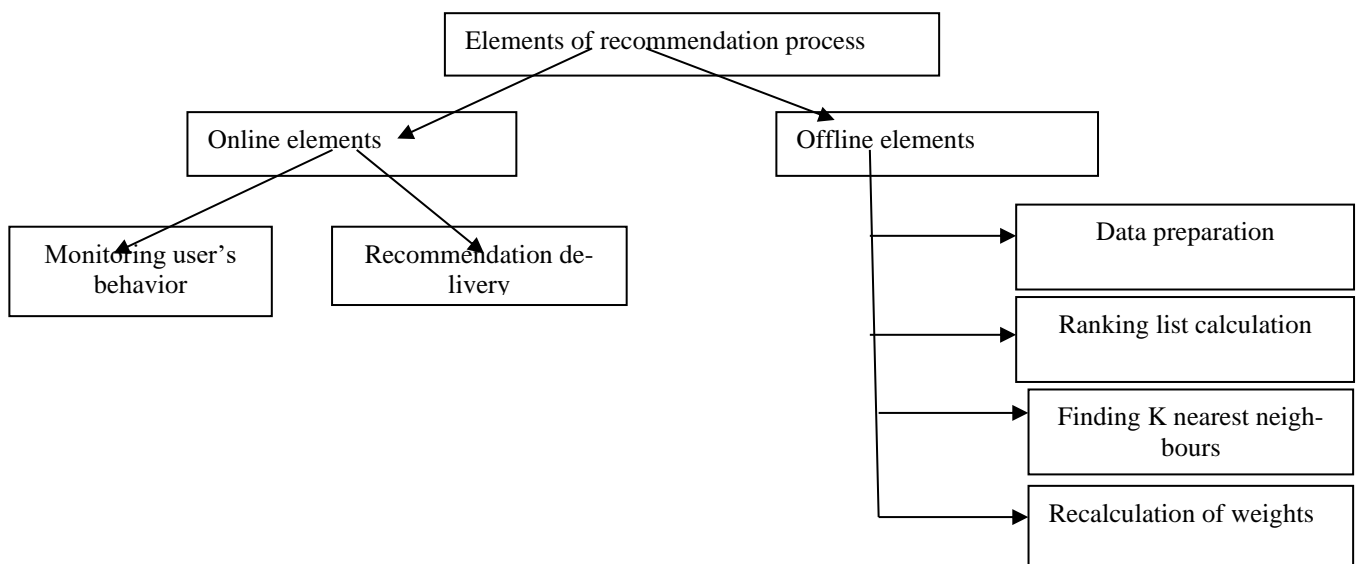 Elements of recommendation process
Online elements
Offline elements
Monitoring user’s
behavior
Recommendation de-
livery
Data preparation
Ranking list calculation
Finding K nearest neigh-
bours
Recalculation of weights